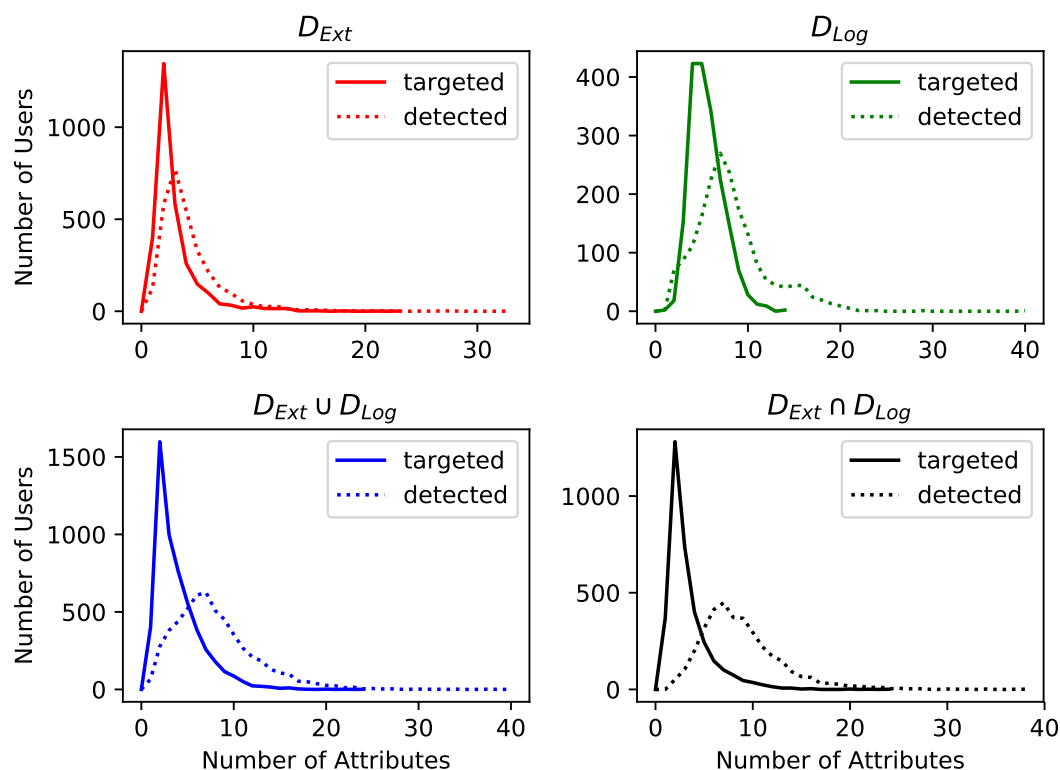 D_Ext
D_Log
Number of Users
1000
500
0
targeted
detected
0 10 20 30
400
300
200
100
0
targeted
detected
0 10 20 30 40
D_Ext ∪ D_Log
D_Ext ∩ D_Log
Number of Users
1500
1000
500
0
targeted
detected
0 10 20 30 40
Number of Attributes
1000
500
0
targeted
detected
0 10 20 30 40
Number of Attributes